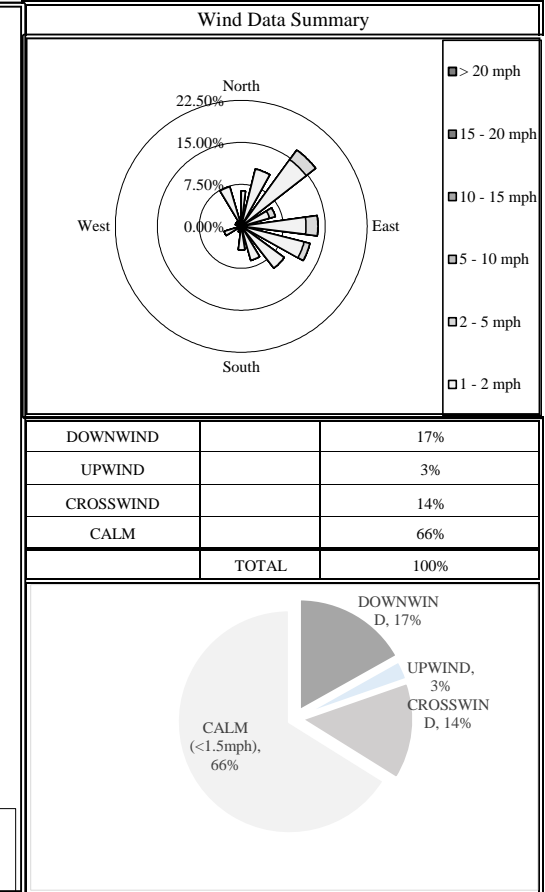 Wind Data Summary
North
22.50%
15.00%
7.50%
0.00%
West
East
South
> 20 mph
15 - 20 mph
10 - 15 mph
5 - 10 mph
2 - 5 mph
1 - 2 mph
DOWNWIND 17%
UPWIND 3%
CROSSWIND 14%
CALM 66%
TOTAL 100%
DOWNWIN
D, 17%
UPWIND,
3%
CROSSWIN
D, 14%
CALM
(<1.5mph),
66%